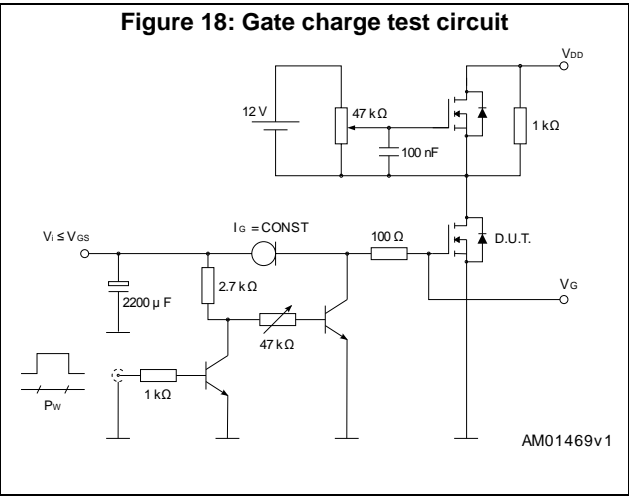 Figure 18: Gate charge test circuit
VDD
12 V
47 kΩ
1 kΩ
100 nF
IG = CONST
Vi ≤ VGS
100 Ω
D.U.T.
2.7 kΩ
2200 µF
VG
47 kΩ
1 kΩ
PW
AM01469v1